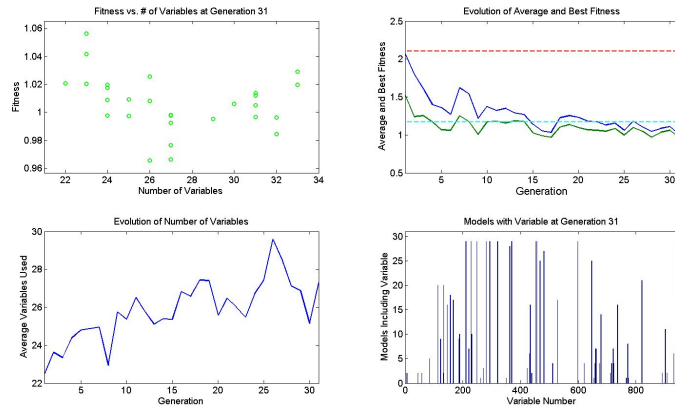 Fitness vs. # of Variables at Generation 31
1.06
1.04
1.02
1
0.98
0.96
Fitness
22 24 26 28 30 32 34
Number of Variables
Evolution of Average and Best Fitness
2.5
2
1.5
1
0.5
Average and Best Fitness
5 10 15 20 25 30
Generation
Evolution of Number of Variables
30
28
26
24
22
Average Variables Used
5 10 15 20 25 30
Generation
Models with Variable at Generation 31
30
25
20
15
10
5
0
Models Including Variable
0 200 400 600 800
Variable Number